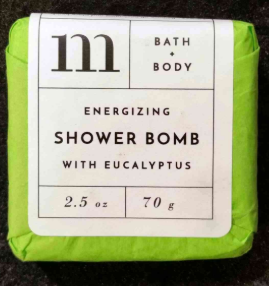 m
BATH
+
BODY
ENERGIZING
SHOWER BOMB
WITH EUCALYPTUS
2.5 oz
70 g